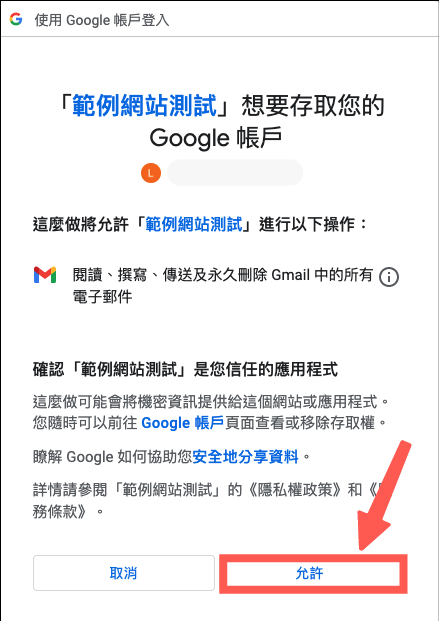 使用 Google 帳戶登入
「範例網站測試」想要存取您的
Google 帳戶
L
這麼做將允許「範例網站測試」進行以下操作：
閱讀、撰寫、傳送及永久刪除 Gmail 中的所有
電子郵件
確認「範例網站測試」是您信任的應用程式
這麼做可能會將機密資訊提供給這個網站或應用程式。
您隨時可以前往 Google 帳戶頁面查看或移除存取權。
瞭解 Google 如何協助您安全地分享資料。
詳情請參閱「範例網站測試」的《隱私權政策》和《
務條款》。
取消
允許